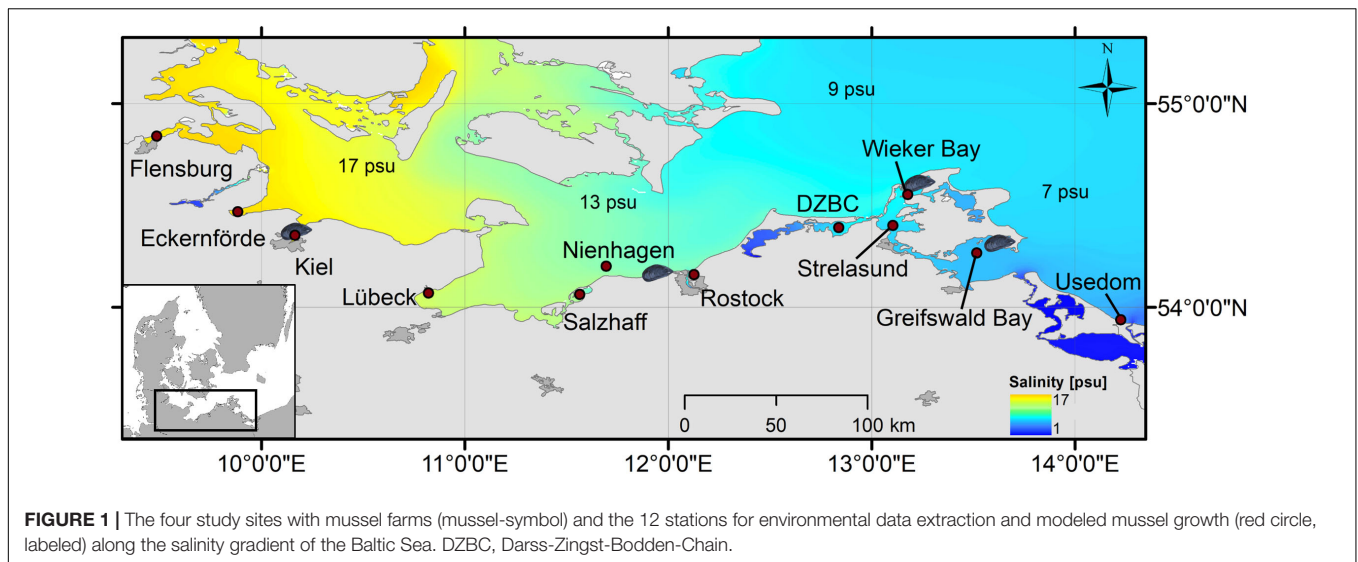 N
9 psu
55°0'0"N
Wieker Bay
Flensburg
17 psu
7 psu
13 psu
DZBC
Eckernförde
Nienhagen
Kiel
Strelasund
Usedom
Lübeck
Rostock
Salzhaff
Greifswald Bay
54°0'0"N
Salinity [psu]
17
1
0 50 100 km
10°0'0"E 11°0'0"E 12°0'0"E 13°0'0"E 14°0'0"E
FIGURE 1 | The four study sites with mussel farms (mussel-symbol) and the 12 stations for environmental data extraction and modeled mussel growth (red circle,
labeled) along the salinity gradient of the Baltic Sea. DZBC, Darss-Zingst-Bodden-Chain.